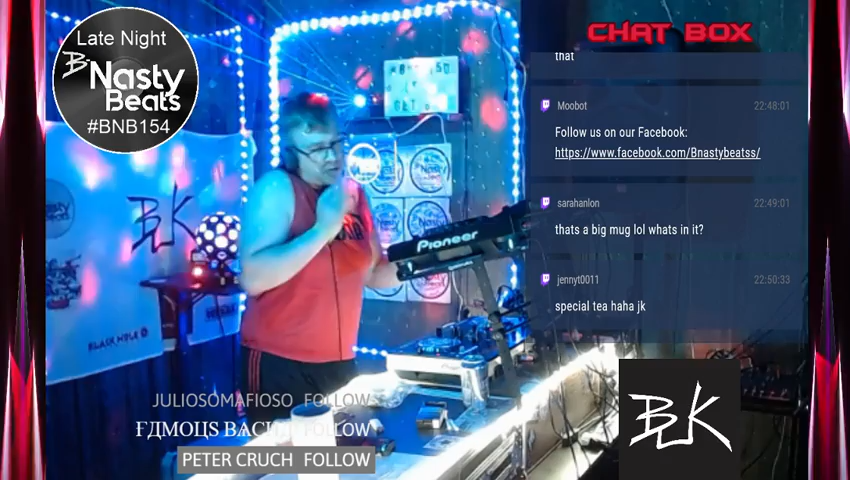 Late Night
B-
Nasty
Beats
#BNB154
CHAT BOX
that
Moobot 22:48:01
Follow us on our Facebook:
https://www.facebook.com/Bnastybeatss/
sarahanlon 22:49:01
thats a big mug lol whats in it?
jennyt0011 22:50:33
special tea haha jk
Nasty
Beats
BK
Pioneer
JULIOSOMAFIOSO FOLLOW
FOLLOW
PETER CRUCH FOLLOW
BK